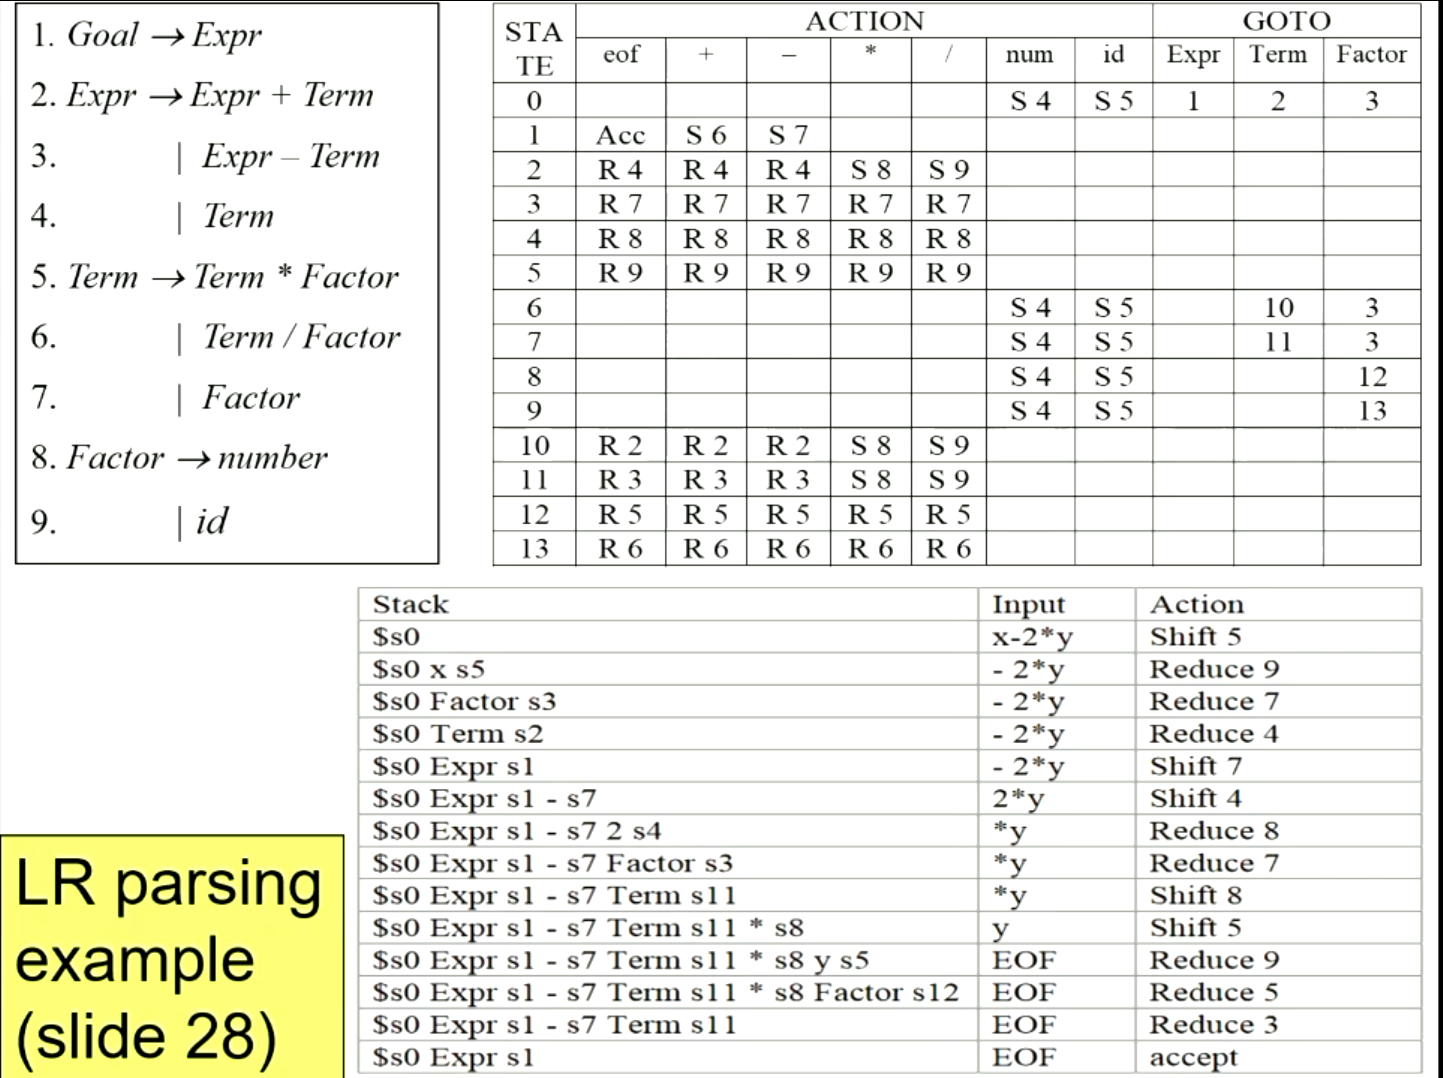 1. Goal → Expr
2. Expr → Expr + Term
3. | Expr – Term
4. | Term
5. Term → Term * Factor
6. | Term / Factor
7. | Factor
8. Factor → number
9. | id
STA TE ACTION GOTO
eof + – * / num id Expr Term Factor
0 S 4 S 5 1 2 3
1 Acc S 6 S 7
2 R 4 R 4 R 4 S 8 S 9
3 R 7 R 7 R 7 R 7 R 7
4 R 8 R 8 R 8 R 8 R 8
5 R 9 R 9 R 9 R 9 R 9
6 S 4 S 5 10 3
7 S 4 S 5 11 3
8 S 4 S 5 12
9 S 4 S 5 13
10 R 2 R 2 R 2 S 8 S 9
11 R 3 R 3 R 3 S 8 S 9
12 R 5 R 5 R 5 R 5 R 5
13 R 6 R 6 R 6 R 6 R 6
Stack Input Action
$s0 x-2*y Shift 5
$s0 x s5 - 2*y Reduce 9
$s0 Factor s3 - 2*y Reduce 7
$s0 Term s2 - 2*y Reduce 4
$s0 Expr s1 - 2*y Shift 7
$s0 Expr s1 - s7 2*y Shift 4
$s0 Expr s1 - s7 2 s4 *y Reduce 8
$s0 Expr s1 - s7 Factor s3 *y Reduce 7
$s0 Expr s1 - s7 Term s11 *y Shift 8
$s0 Expr s1 - s7 Term s11 * s8 y Shift 5
$s0 Expr s1 - s7 Term s11 * s8 y s5 EOF Reduce 9
$s0 Expr s1 - s7 Term s11 * s8 Factor s12 EOF Reduce 5
$s0 Expr s1 - s7 Term s11 EOF Reduce 3
$s0 Expr s1 EOF accept
LR parsing
example
(slide 28)